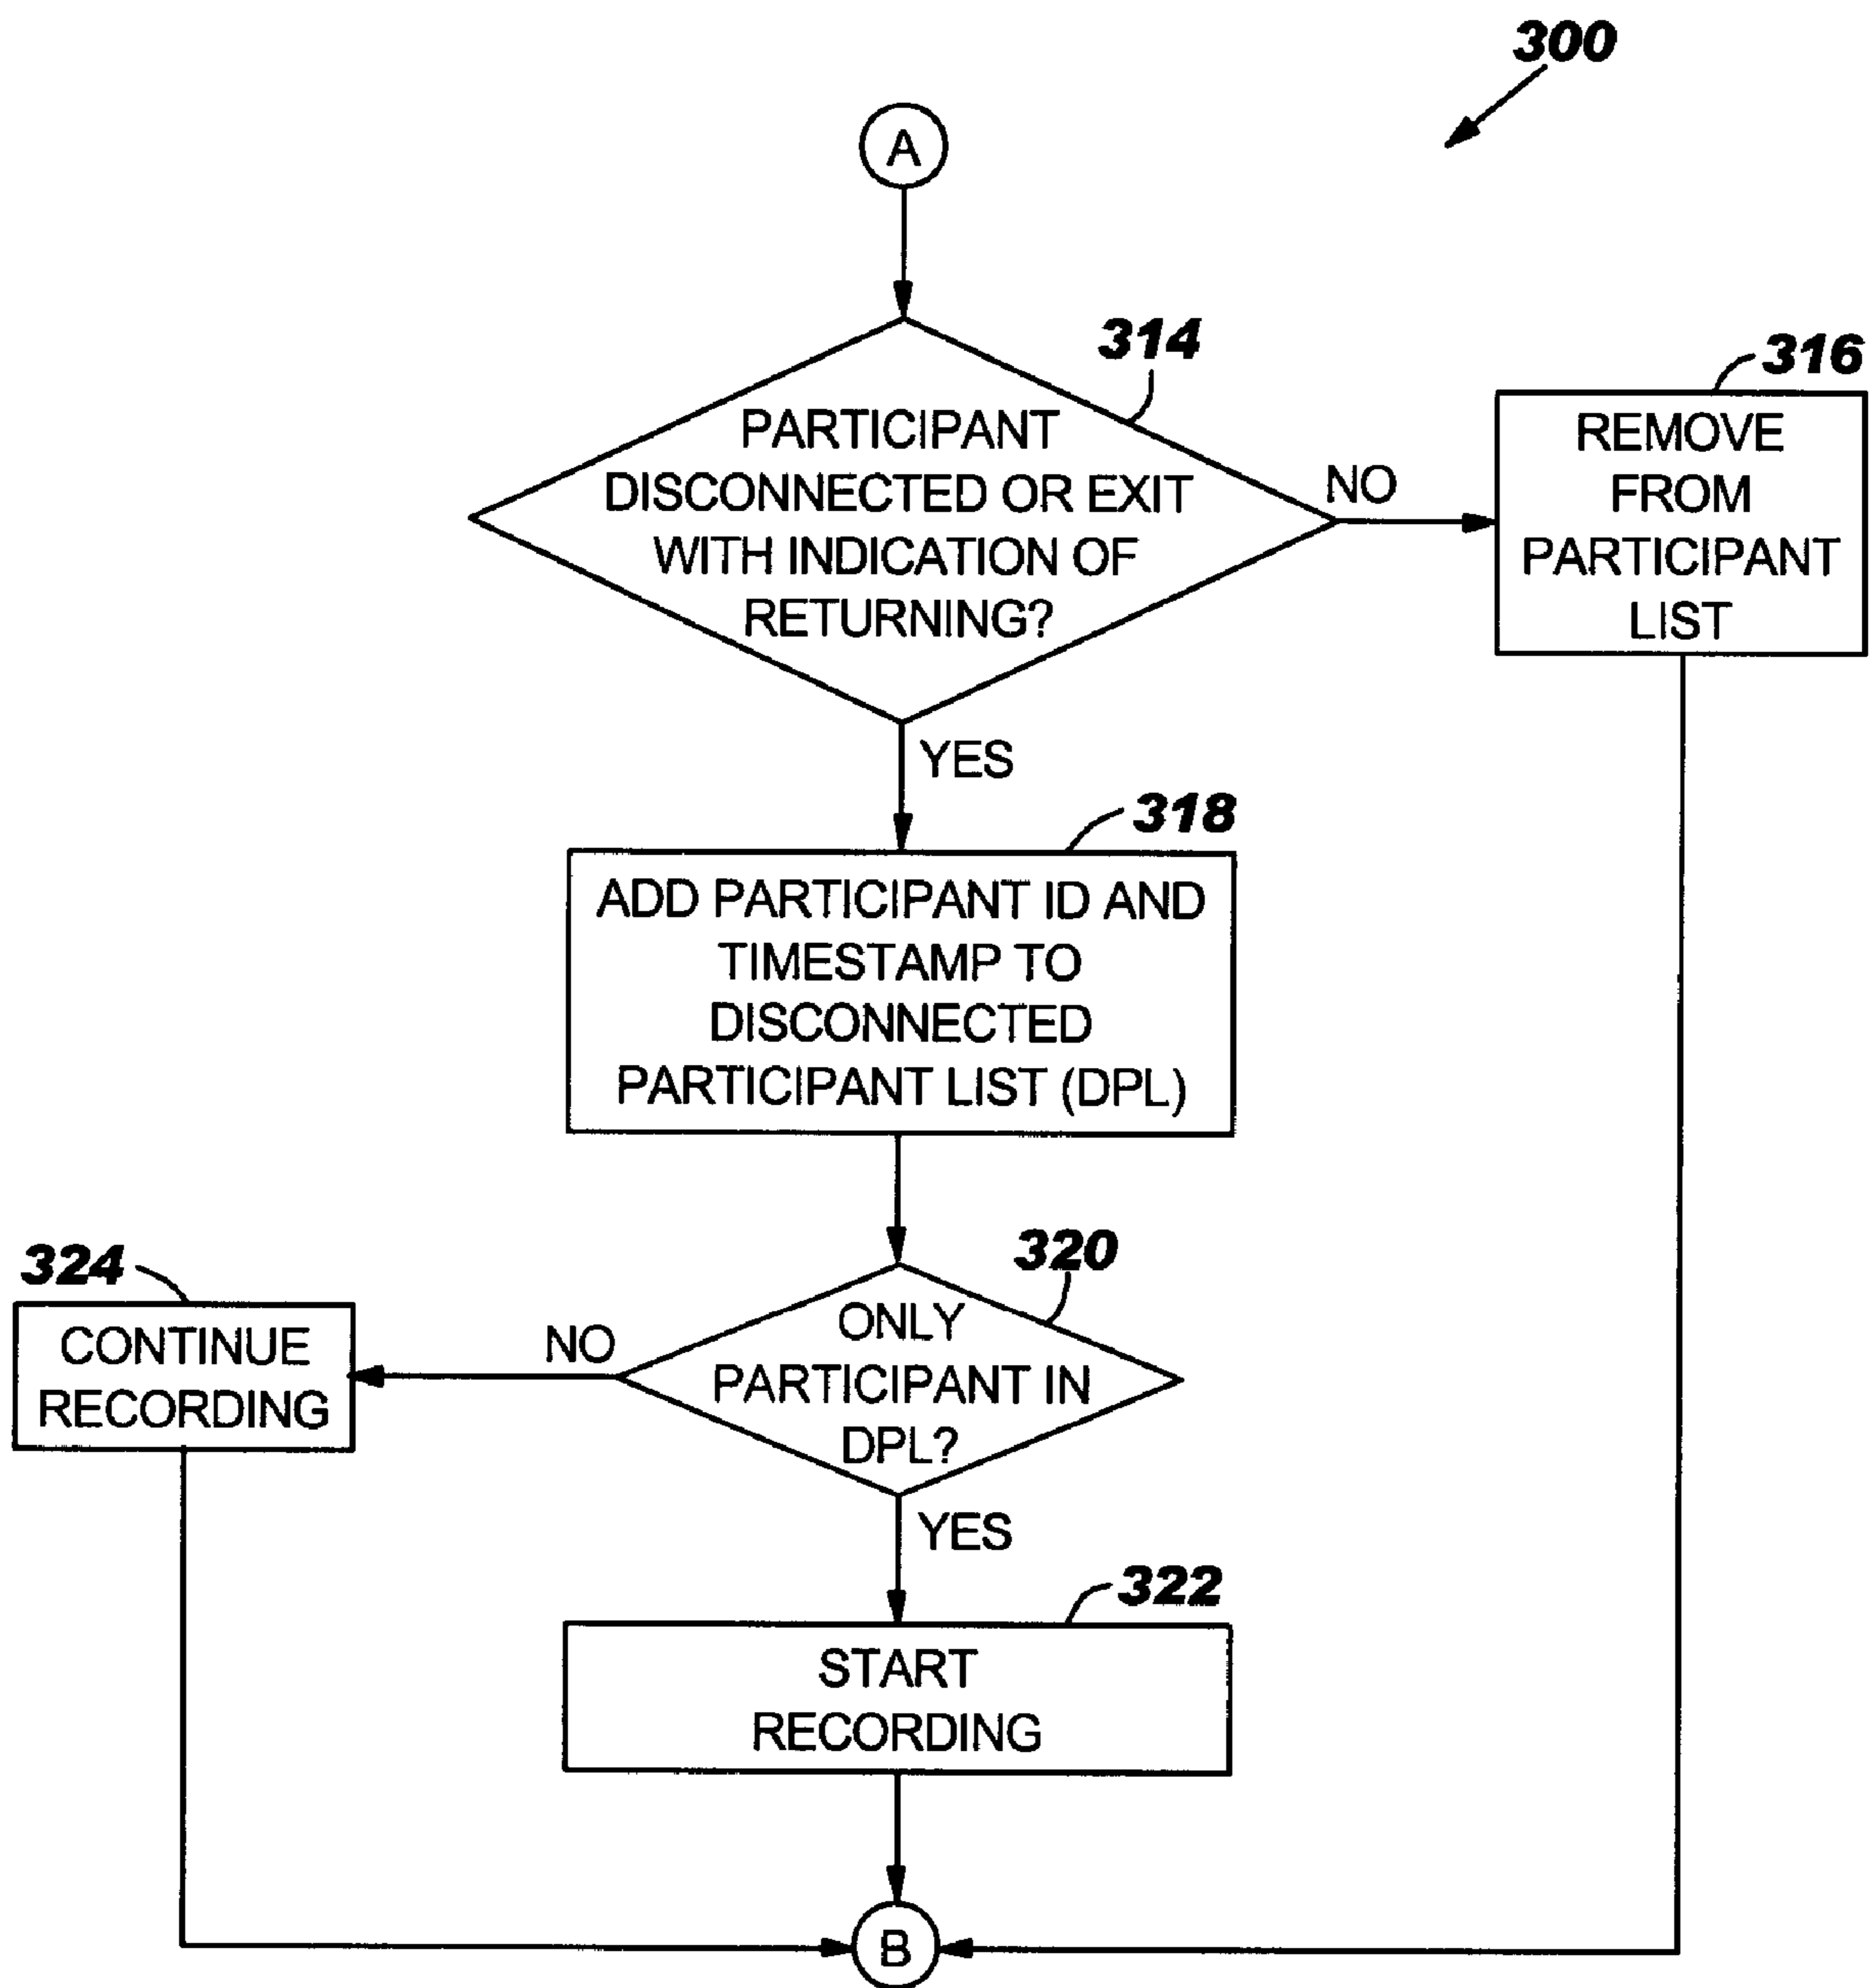 300
A
314
PARTICIPANT
DISCONNECTED OR EXIT
WITH INDICATION OF
RETURNING?
NO
316
REMOVE
FROM
PARTICIPANT
LIST
YES
318
ADD PARTICIPANT ID AND
TIMESTAMP TO
DISCONNECTED
PARTICIPANT LIST (DPL)
320
ONLY
PARTICIPANT IN
DPL?
NO
324
CONTINUE
RECORDING
YES
322
START
RECORDING
B